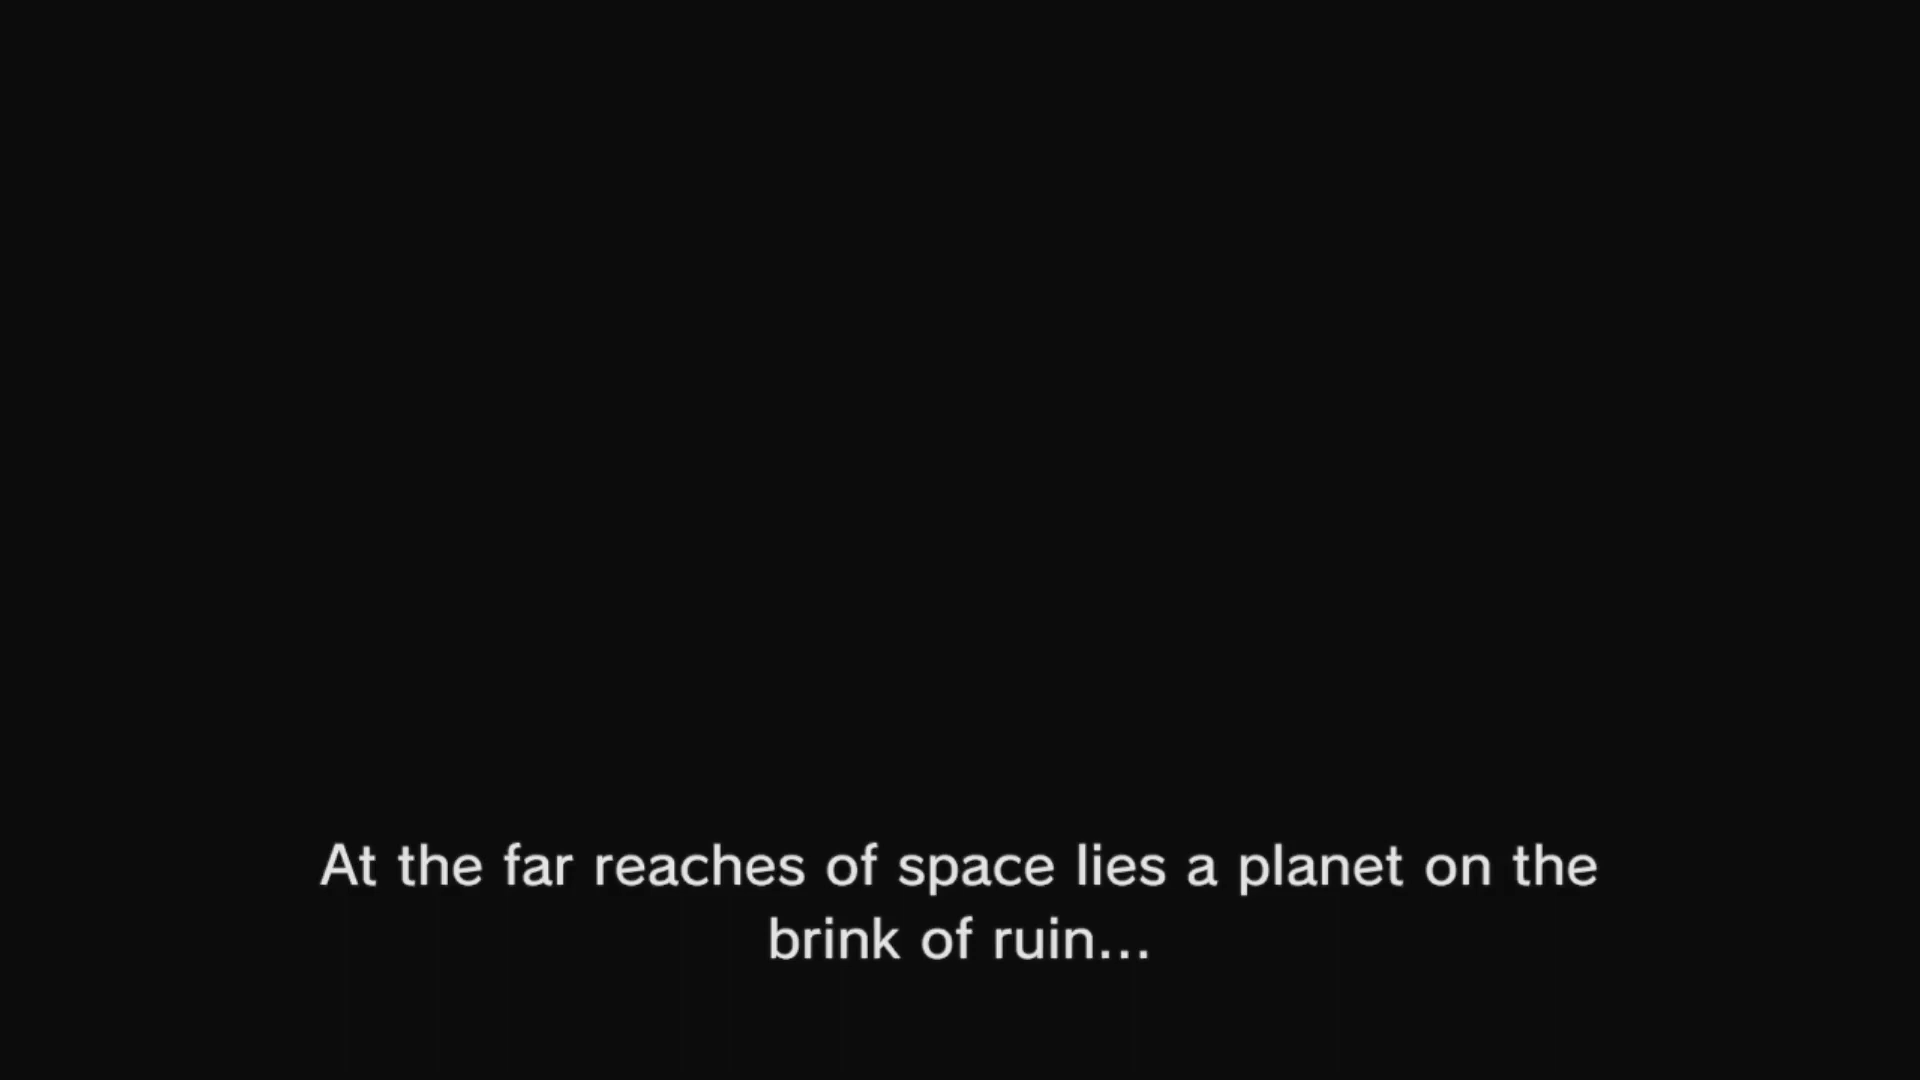 At the far reaches of space lies a planet on the
brink of ruin...